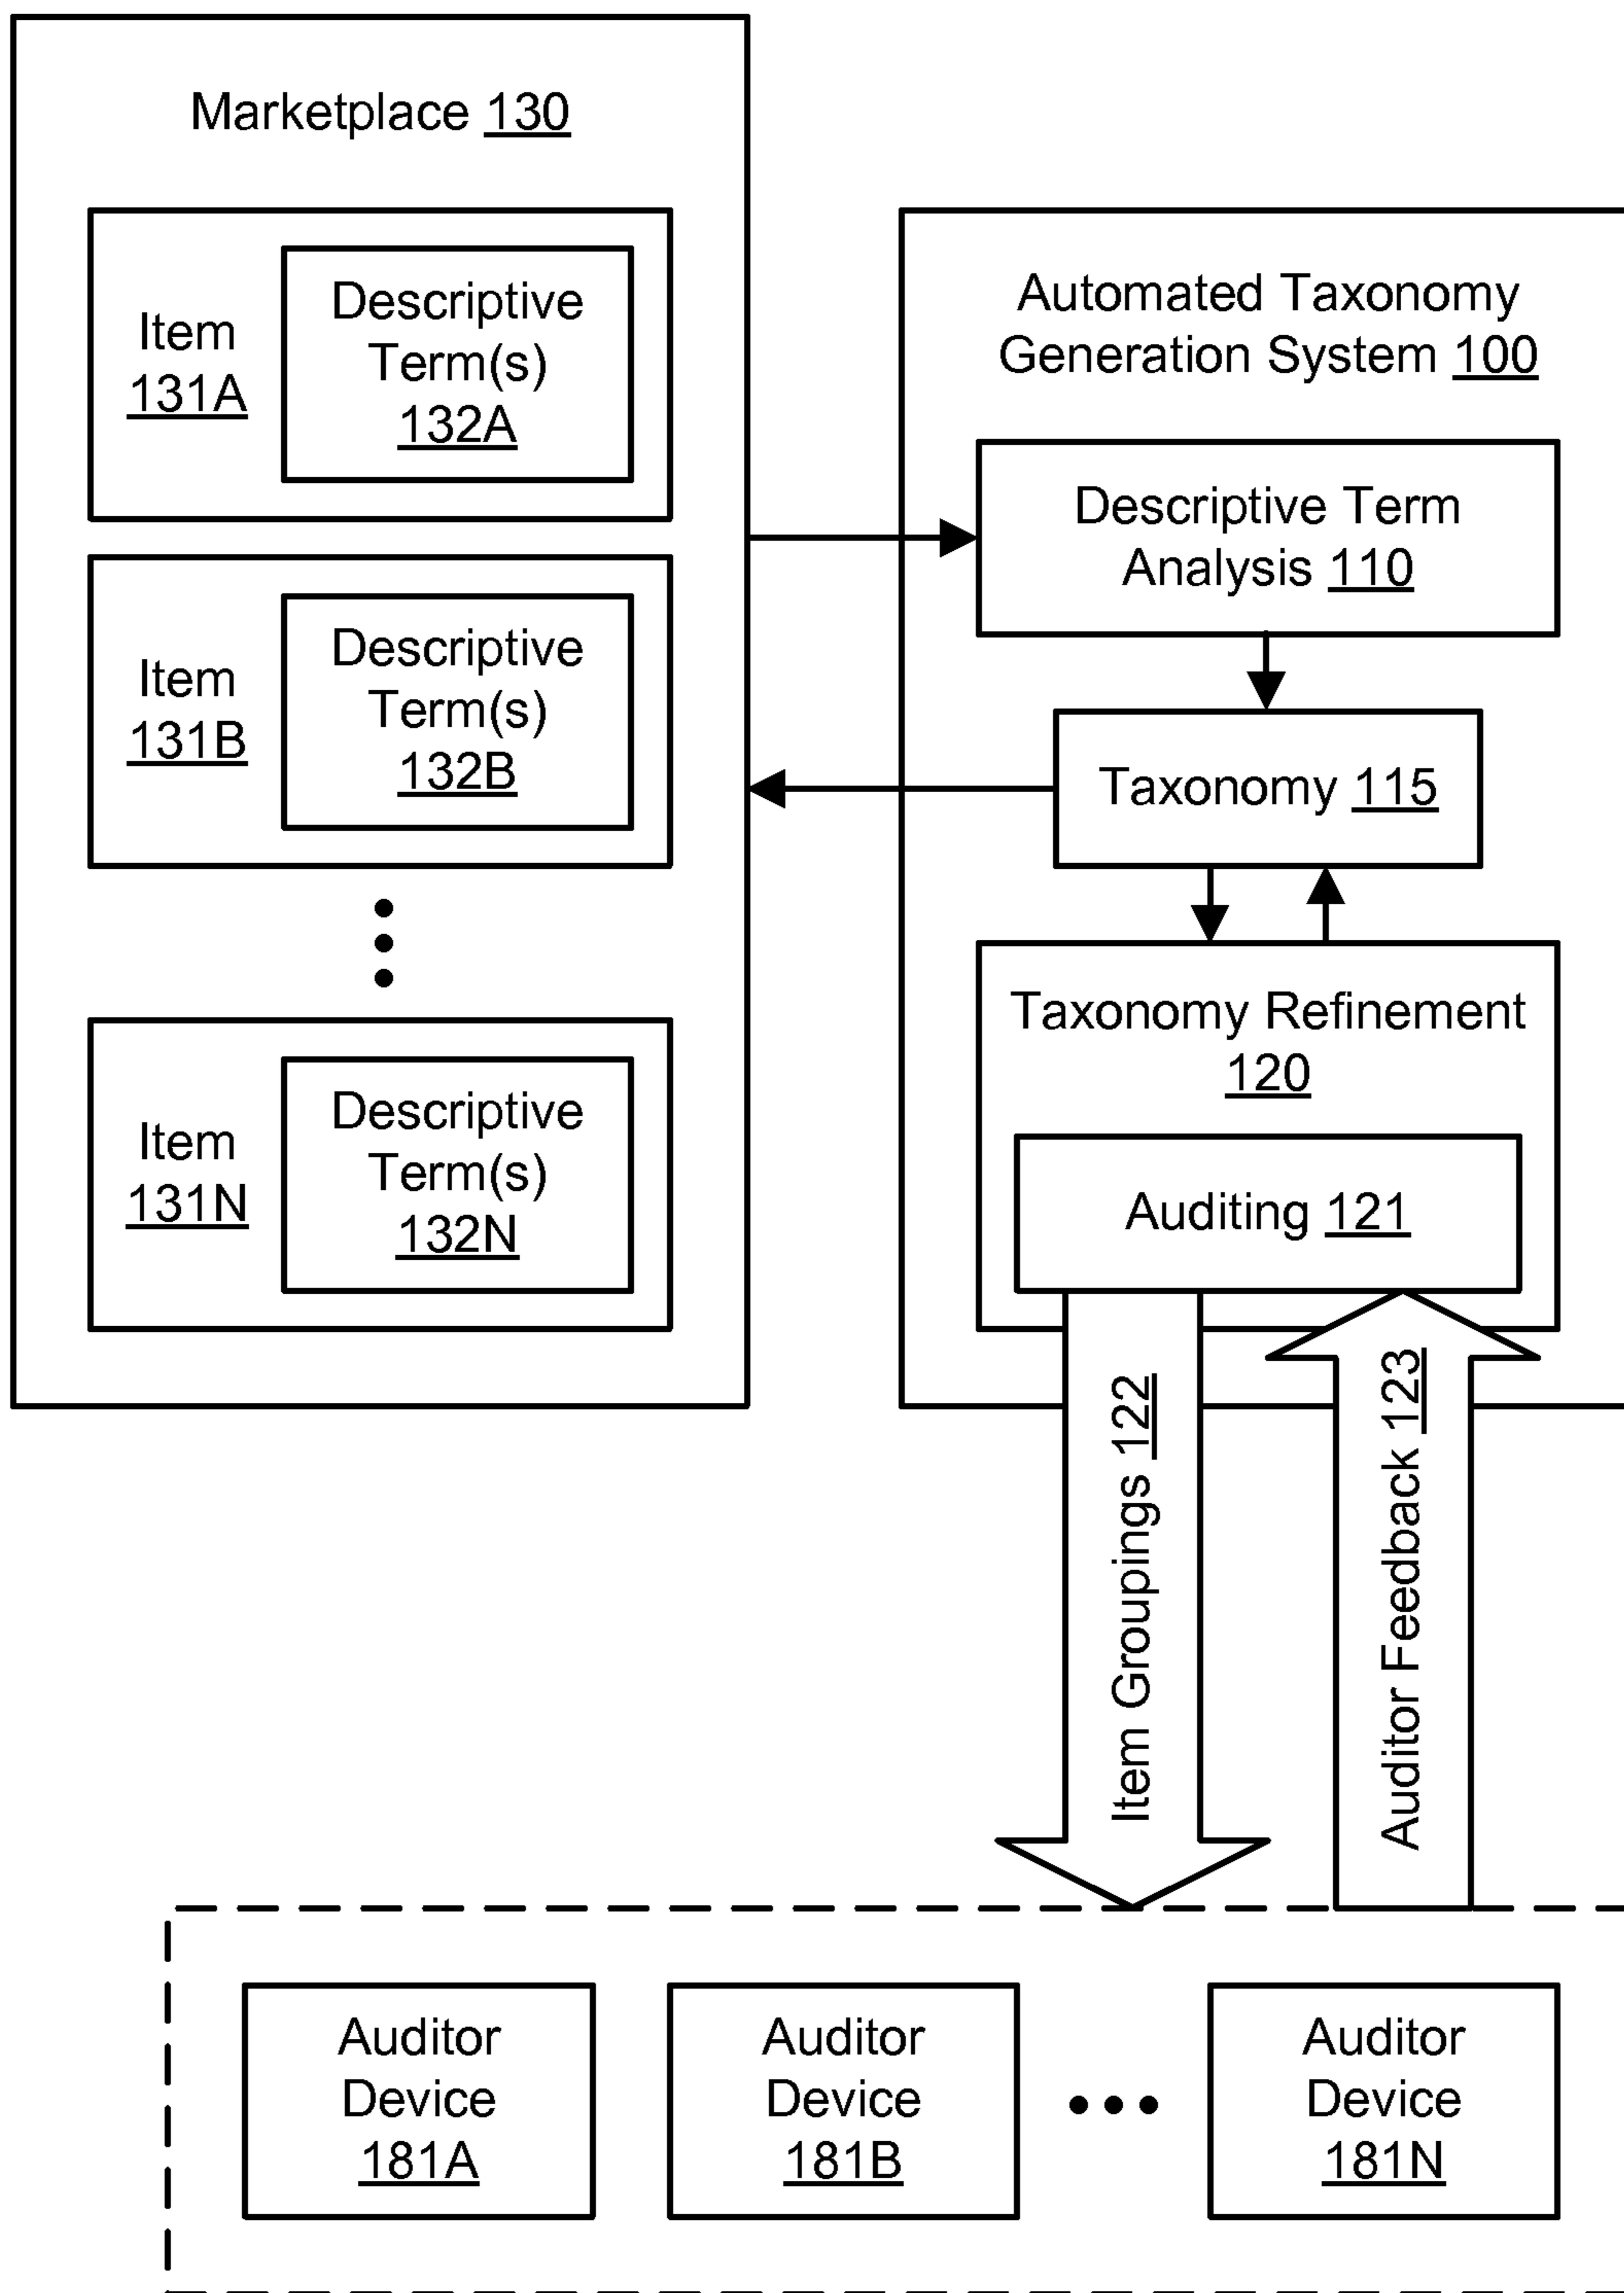 Marketplace 130
Item
131A
Descriptive
Term(s)
132A
Item
131B
Descriptive
Term(s)
132B
Item
131N
Descriptive
Term(s)
132N
Automated Taxonomy
Generation System 100
Descriptive Term
Analysis 110
Taxonomy 115
Taxonomy Refinement
120
Auditing 121
Item Groupings 122
Auditor Feedback 123
Auditor
Device
181A
Auditor
Device
181B
Auditor
Device
181N